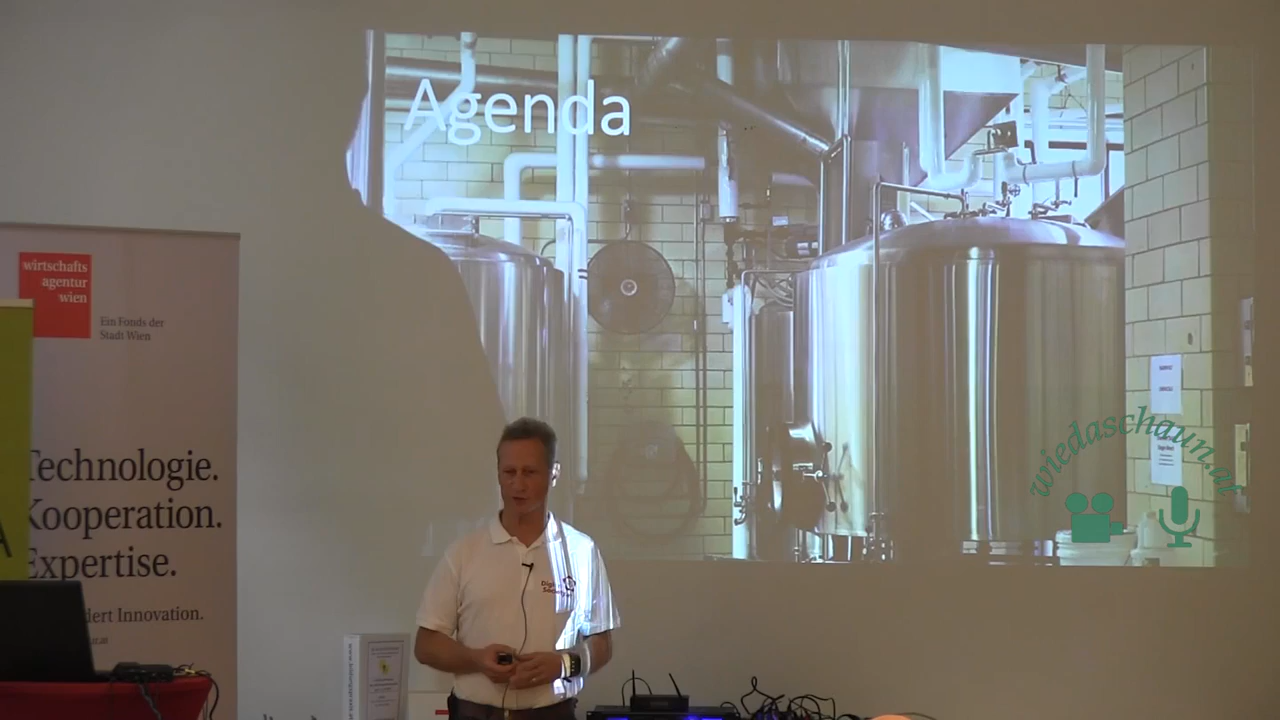 Agenda
wirtschafts
agentur
wien
Ein Fonds der
Stadt Wien
Technologie.
Kooperation.
Expertise.
dert Innovation.
wiedaschaun.at